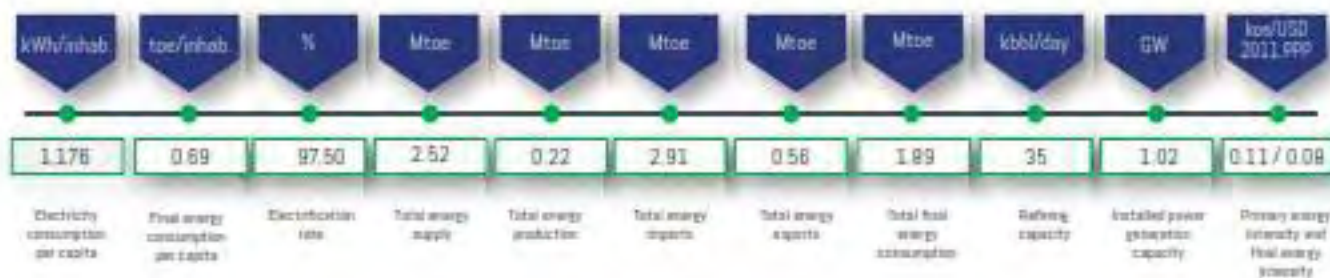 kWh/inhab.
toe/inhab.
%
Mtoe
Mtoe
Mtoe
Mtoe
Mtoe
kbbl/day
GW
koe/USD
2011 PPP
1.176
0.69
97.50
2.52
0.22
2.91
0.56
1.89
35
1.02
0.11 / 0.08
Electricity
consumption
per capita
Final energy
consumption
per capita
Electrification
rate
Total energy
supply
Total energy
production
Total energy
imports
Total energy
exports
Total final
energy
consumption
Refining
capacity
Installed power
generation
capacity
Primary energy
intensity and
final energy
intensity